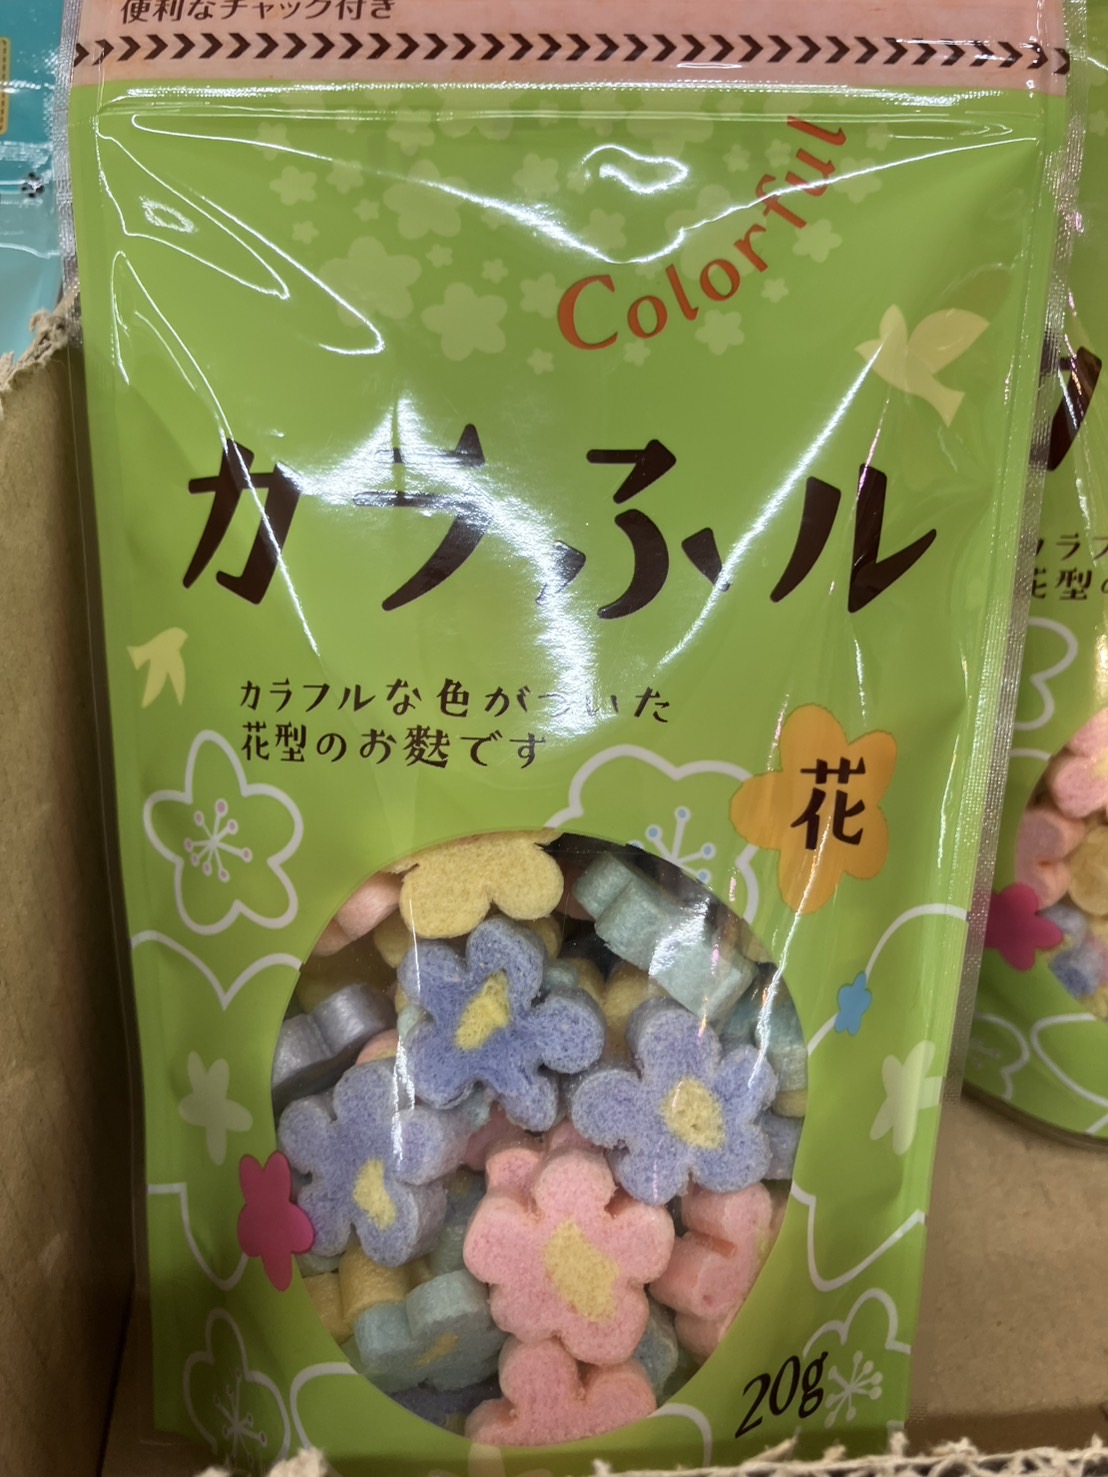 便利なチャック付き
Colorful
カラふル
カラフルな色がついた
花型のお麩です
花
20g